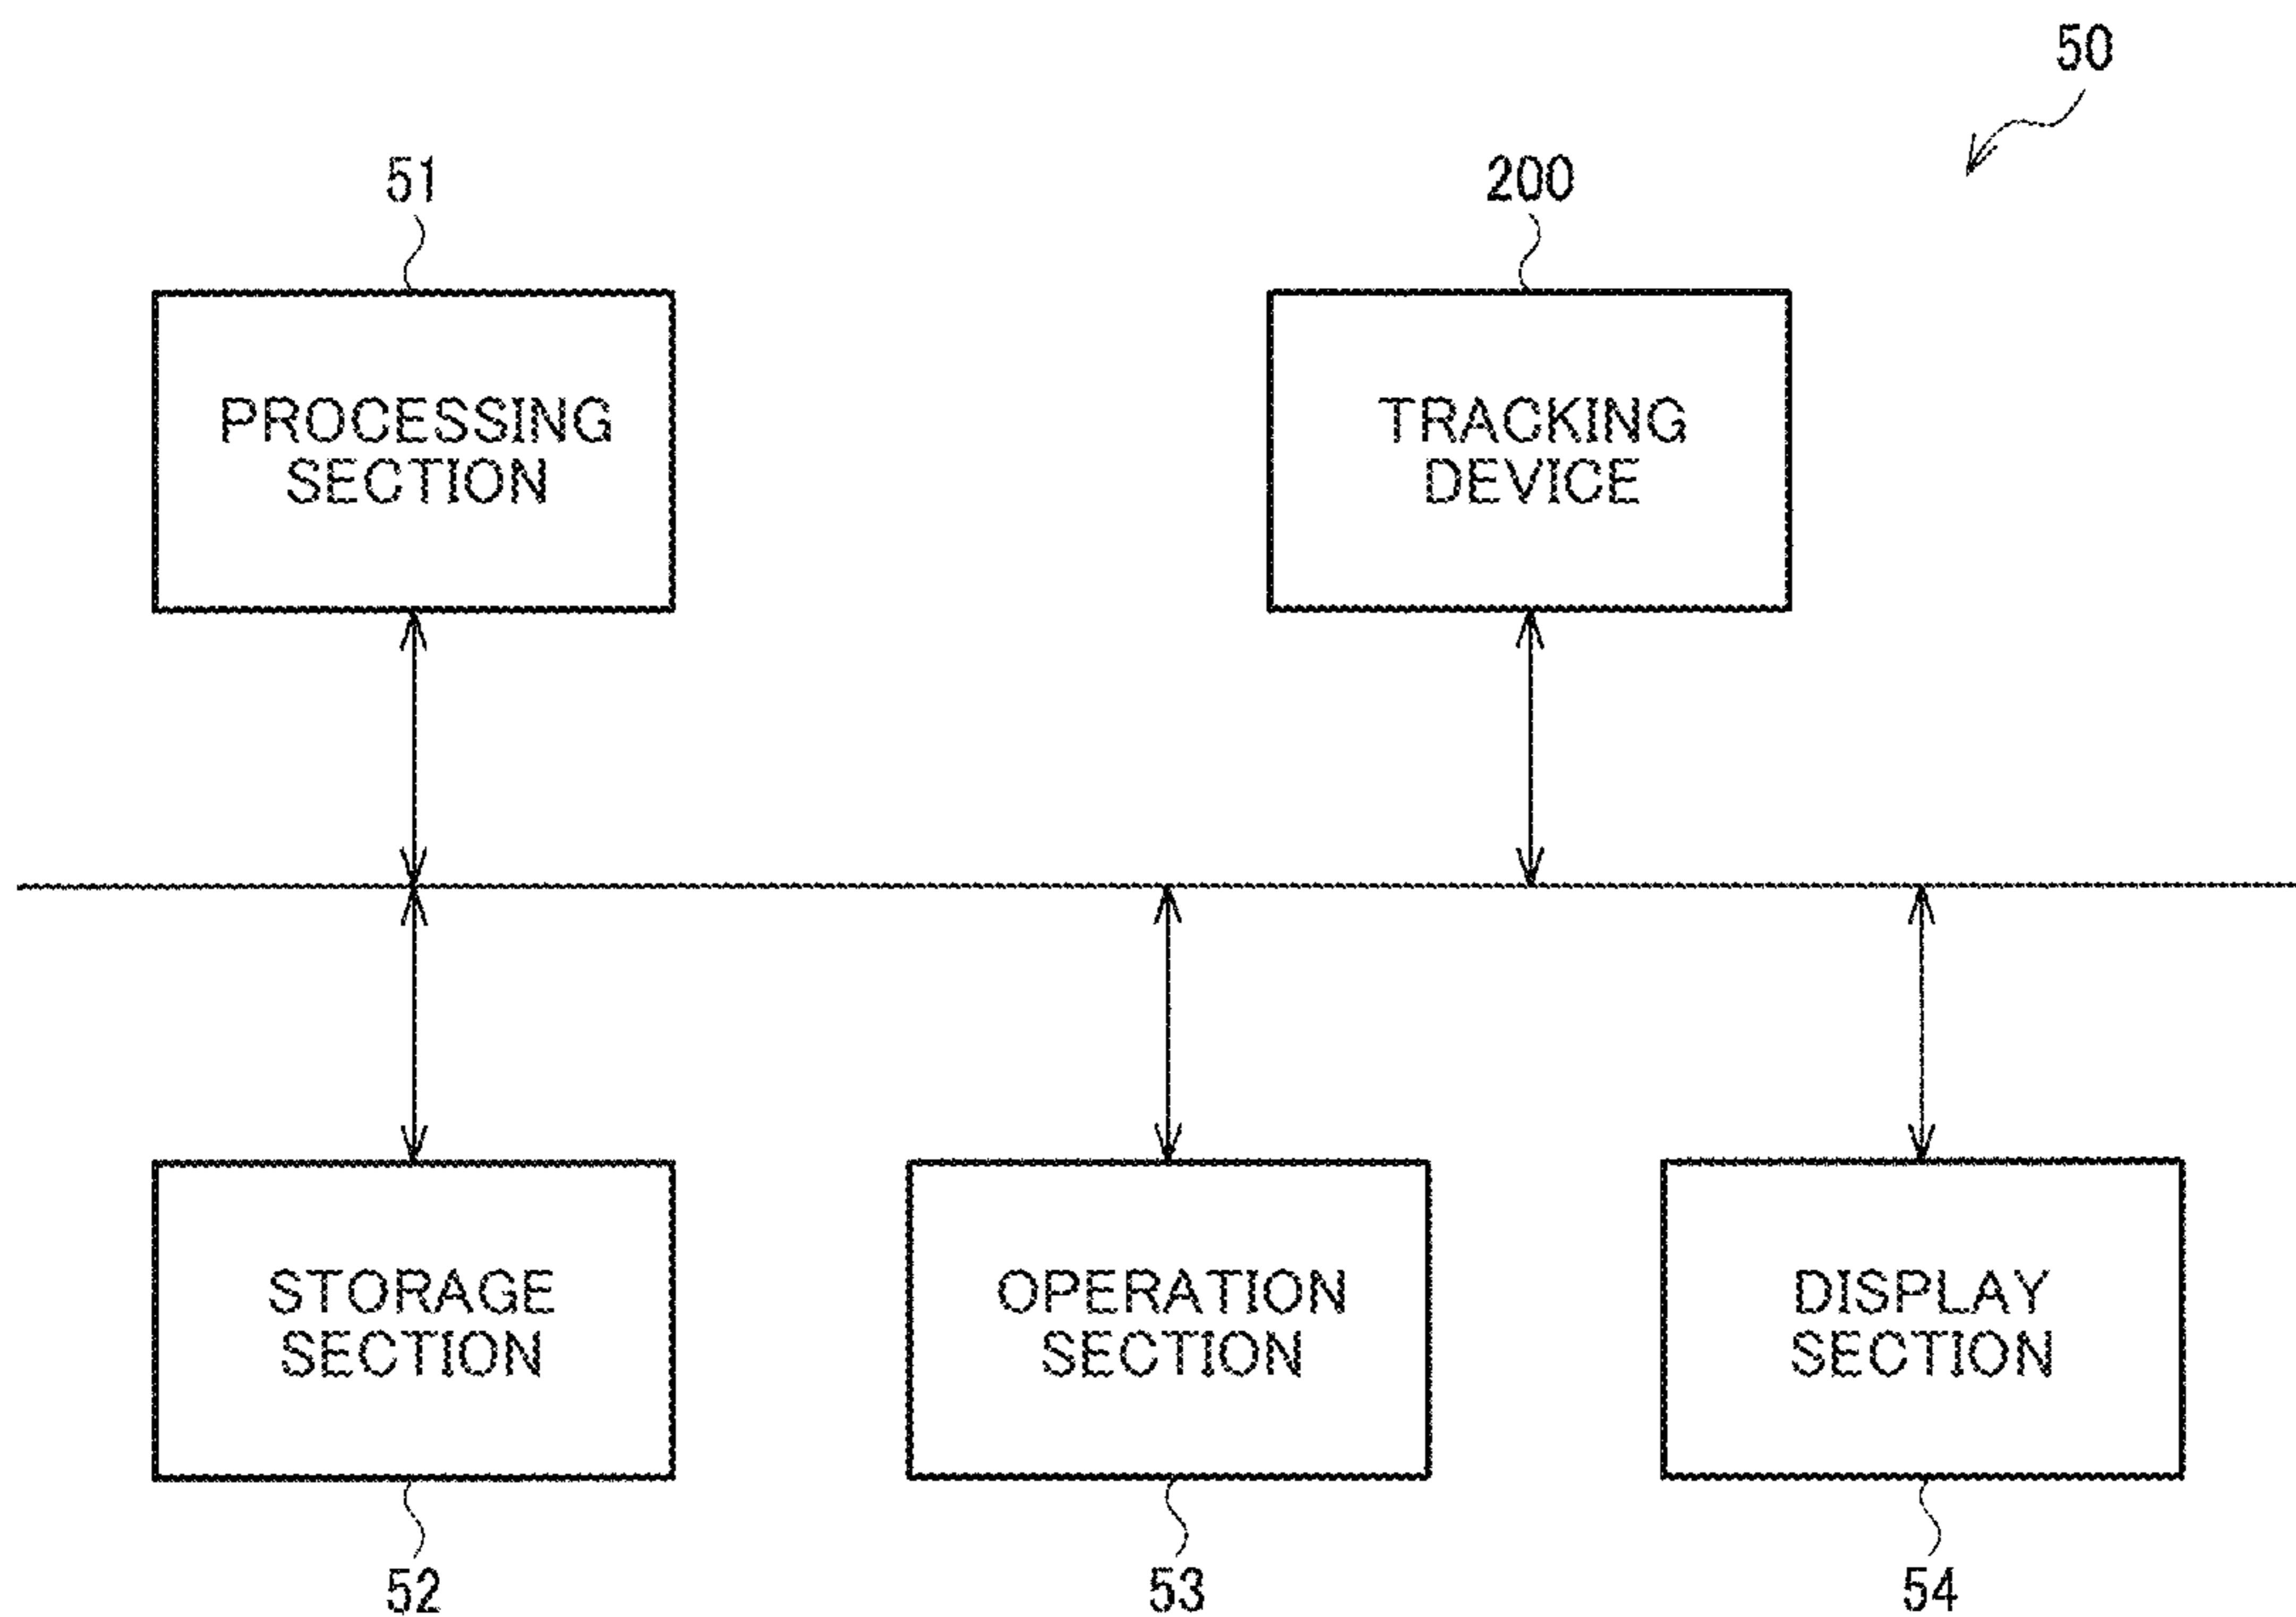 50
51
200
PROCESSING
SECTION
TRACKING
DEVICE
STORAGE
SECTION
OPERATION
SECTION
DISPLAY
SECTION
52
53
54